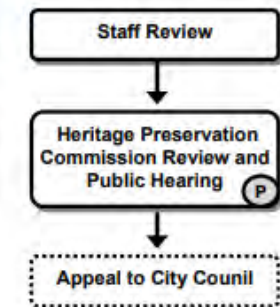 Staff Review
Heritage Preservation
Commission Review and
Public Hearing
P
Appeal to City Counil